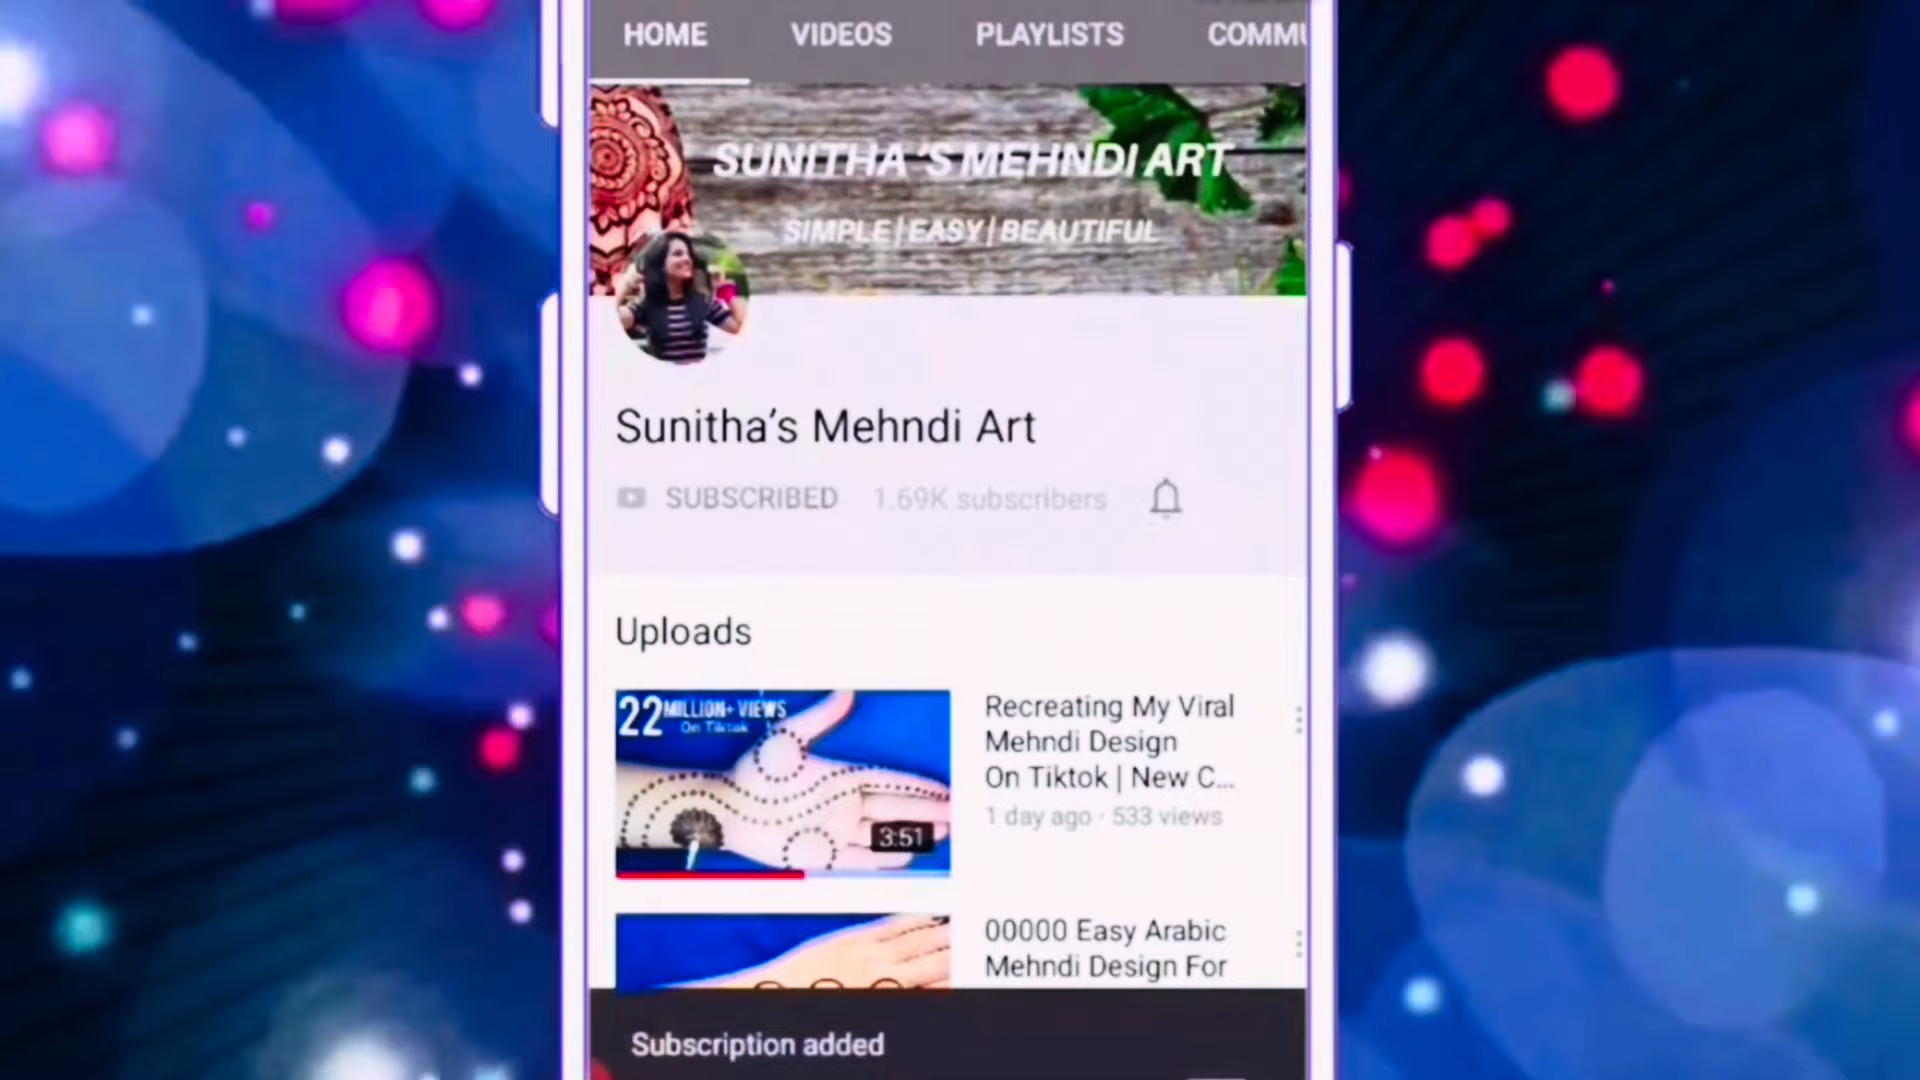 HOME VIDEOS PLAYLISTS COMMU
SUNITHA 'S MEHNDI ART
SIMPLE | EASY | BEAUTIFUL
Sunitha's Mehndi Art
SUBSCRIBED 1.69K subscribers
Uploads
22 MILLION+ VIEWS
On Tiktok
3:51
Recreating My Viral
Mehndi Design
On Tiktok | New C...
1 day ago · 533 views
00000 Easy Arabic
Mehndi Design For
Subscription added